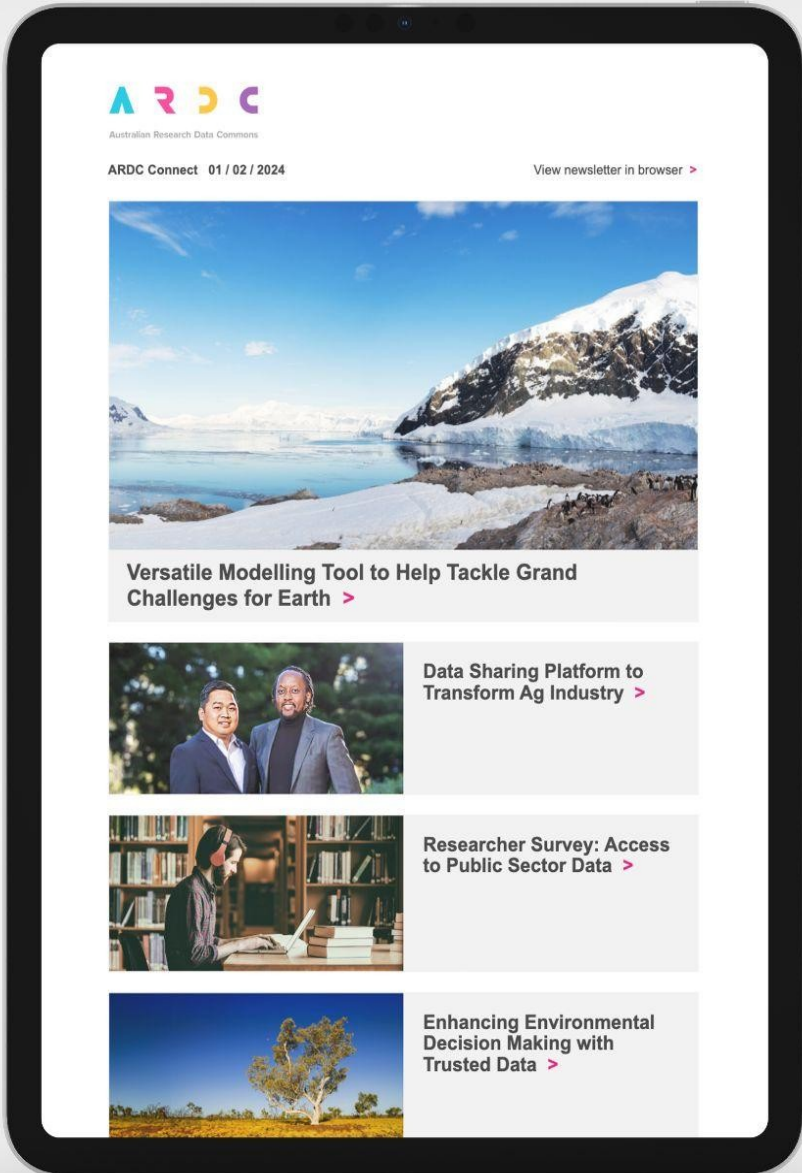 ARDC
Australian Research Data Commons
ARDC Connect 01 / 02 / 2024
View newsletter in browser >
Versatile Modelling Tool to Help Tackle Grand
Challenges for Earth >
Data Sharing Platform to
Transform Ag Industry >
Researcher Survey: Access
to Public Sector Data >
Enhancing Environmental
Decision Making with
Trusted Data >